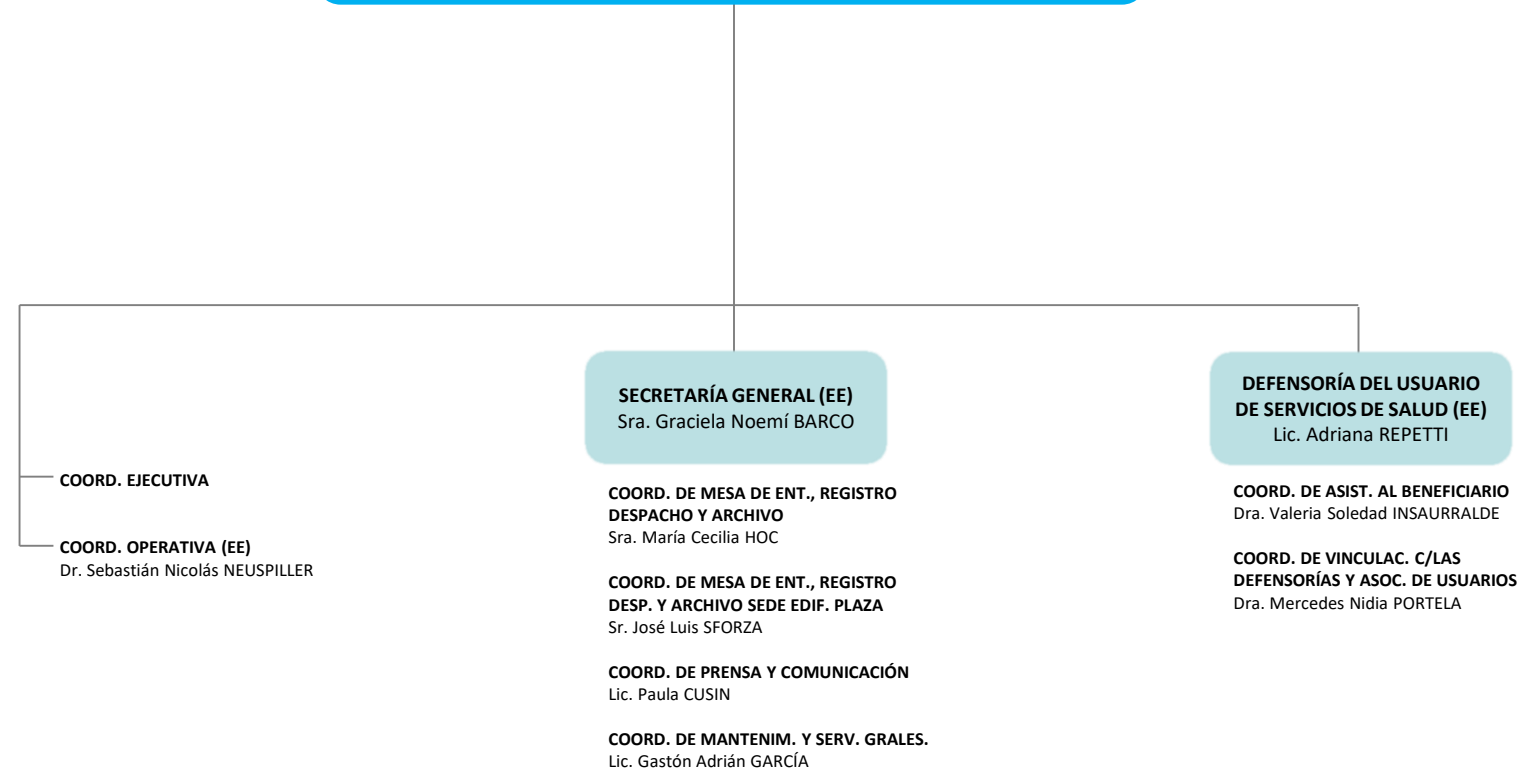 COORD. EJECUTIVA
COORD. OPERATIVA (EE)
Dr. Sebastián Nicolás NEUSPILLER
SECRETARÍA GENERAL (EE)
Sra. Graciela Noemí BARCO
COORD. DE MESA DE ENT., REGISTRO
DESPACHO Y ARCHIVO
Sra. María Cecilia HOC
COORD. DE MESA DE ENT., REGISTRO
DESP. Y ARCHIVO SEDE EDIF. PLAZA
Sr. José Luis SFORZA
COORD. DE PRENSA Y COMUNICACIÓN
Lic. Paula CUSIN
COORD. DE MANTENIM. Y SERV. GRALES.
Lic. Gastón Adrián GARCÍA
DEFENSORÍA DEL USUARIO
DE SERVICIOS DE SALUD (EE)
Lic. Adriana REPETTI
COORD. DE ASIST. AL BENEFICIARIO
Dra. Valeria Soledad INSAURRALDE
COORD. DE VINCULAC. C/LAS
DEFENSORÍAS Y ASOC. DE USUARIOS
Dra. Mercedes Nidia PORTELA